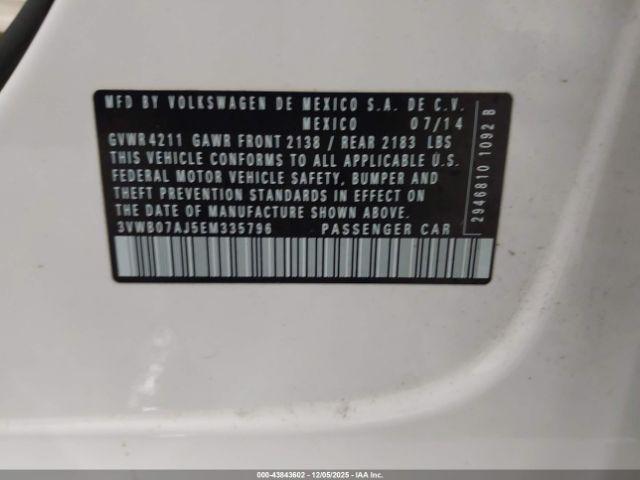 MFD BY VOLKSWAGEN DE MEXICO S.A. DE C.V.
MEXICO 07/14
GVWR 4211 GAWR FRONT 2138 / REAR 2183 LBS
THIS VEHICLE CONFORMS TO ALL APPLICABLE U.S.
FEDERAL MOTOR VEHICLE SAFETY, BUMPER AND
THEFT PREVENTION STANDARDS IN EFFECT ON
THE DATE OF MANUFACTURE SHOWN ABOVE.
3VWB07AJ5EM335796 PASSENGER CAR
2946810 1092 B
000-43843602 | 12/05/2025 | IAA